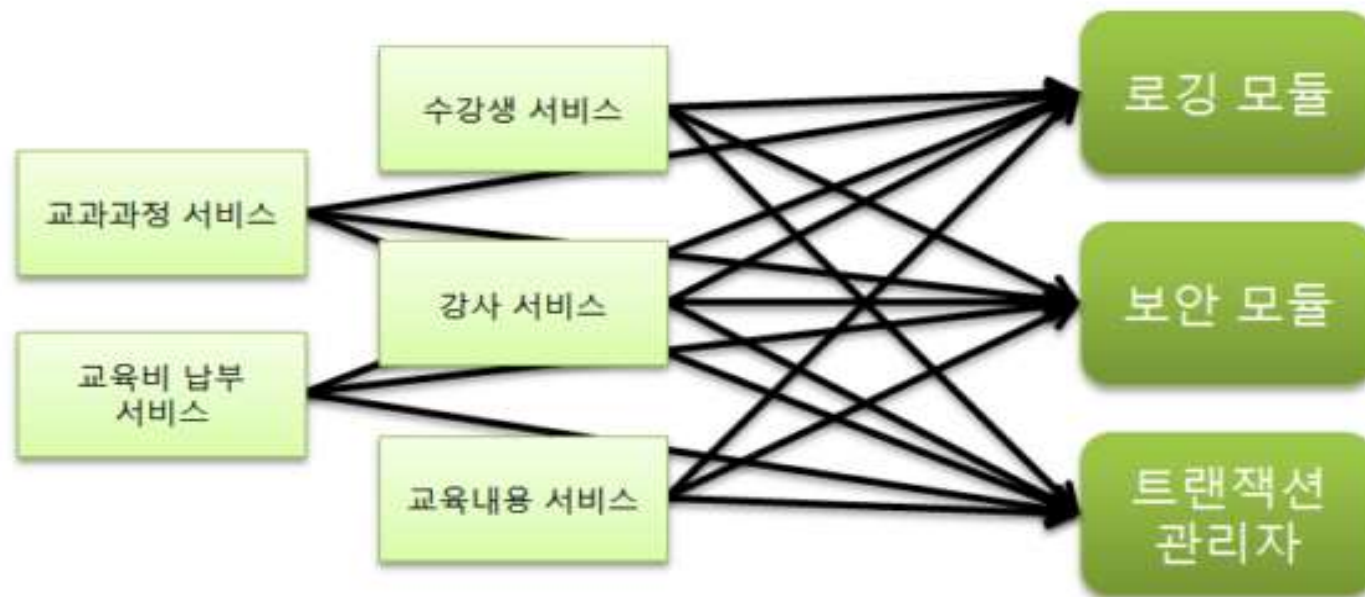 수강생 서비스
로깅 모듈
교과과정 서비스
강사 서비스
보안 모듈
교육비 납부
서비스
교육내용 서비스
트랜잭션
관리자